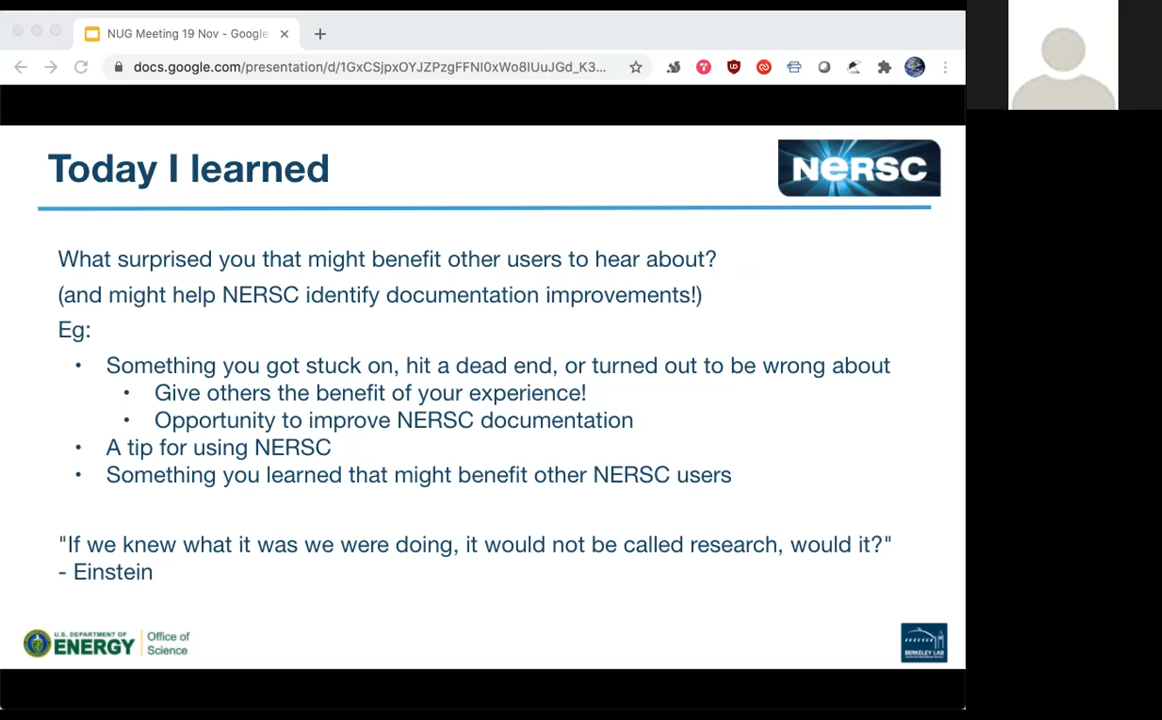 NUG Meeting 19 Nov - Google
docs.google.com/presentation/d/1GxCSjpxOYJZPzgFFNI0xWo8IUuJGd_K3...
Today I learned
NERSC
What surprised you that might benefit other users to hear about?
(and might help NERSC identify documentation improvements!)
Eg:
• Something you got stuck on, hit a dead end, or turned out to be wrong about
• Give others the benefit of your experience!
• Opportunity to improve NERSC documentation
• A tip for using NERSC
• Something you learned that might benefit other NERSC users
"If we knew what it was we were doing, it would not be called research, would it?"
- Einstein
U.S. DEPARTMENT OF
ENERGY
Office of
Science
BERKELEY LAB